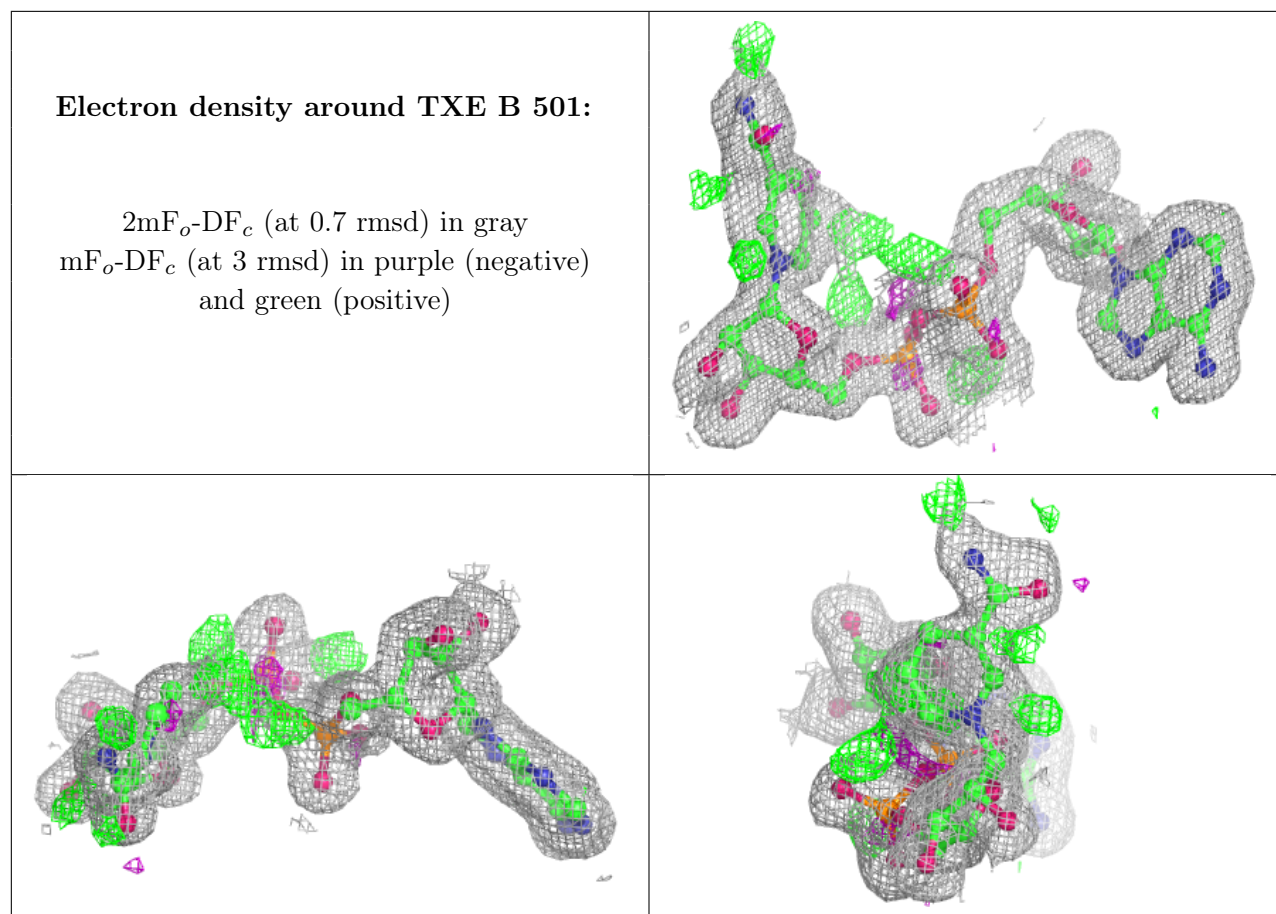 Electron density around TXE B 501:
2mFo-DFc (at 0.7 rmsd) in gray
mFo-DFc (at 3 rmsd) in purple (negative)
and green (positive)